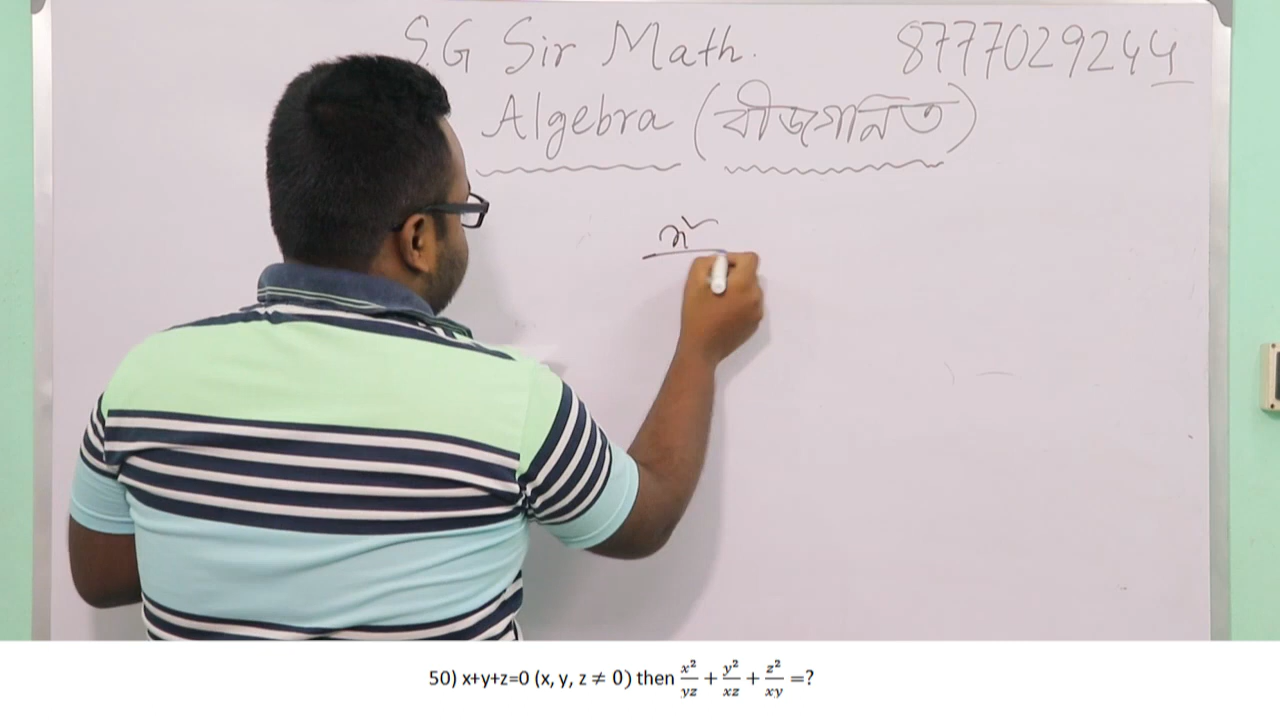 S.G Sir Math. 8777029244
Algebra (বীজগনিত)
x²
50) x+y+z=0 (x, y, z ≠ 0) then x²/yz + y²/xz + z²/xy =?